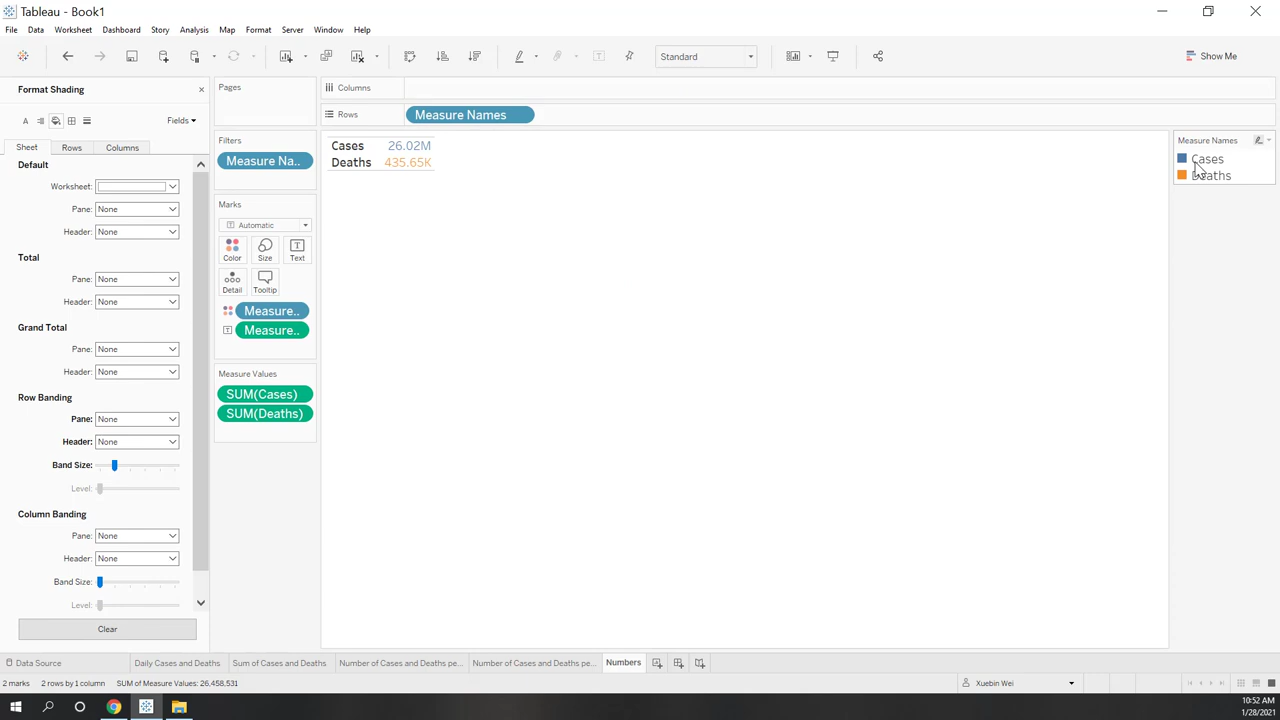 Tableau - Book1
File Data Worksheet Dashboard Story Analysis Map Format Server Window Help
Standard
Show Me
Format Shading
Fields
Sheet Rows Columns
Default
Worksheet:
Pane: None
Header: None
Total
Pane: None
Header: None
Grand Total
Pane: None
Header: None
Row Banding
Pane: None
Header: None
Band Size:
Level:
Column Banding
Pane: None
Header: None
Band Size:
Level:
Clear
Pages
Filters
Measure Na..
Marks
Automatic
Color Size Text
Detail Tooltip
Measure..
Measure..
Measure Values
SUM(Cases)
SUM(Deaths)
Columns
Rows Measure Names
Cases 26.02M
Deaths 435.65K
Measure Names
Cases
Deaths
Data Source Daily Cases and Deaths Sum of Cases and Deaths Number of Cases and Deaths pe... Number of Cases and Deaths pe... Numbers
2 marks 2 rows by 1 column SUM of Measure Values: 26,458,531 Xuebin Wei
10:52 AM
1/28/2021